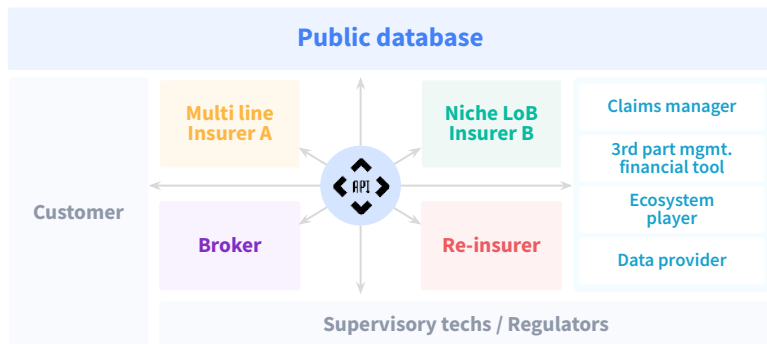 Public database
Multi line
Insurer A
Niche LoB
Insurer B
Claims manager
3rd part mgmt.
financial tool
API
Customer
Ecosystem
player
Broker
Re-insurer
Data provider
Supervisory techs / Regulators